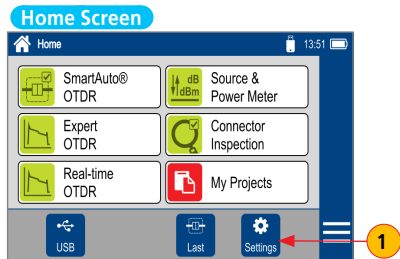 Home Screen
Home 13:51
SmartAuto®
OTDR
dB
dBm
Source &
Power Meter
Expert
OTDR
Connector
Inspection
Real-time
OTDR
My Projects
USB
Last
Settings
1